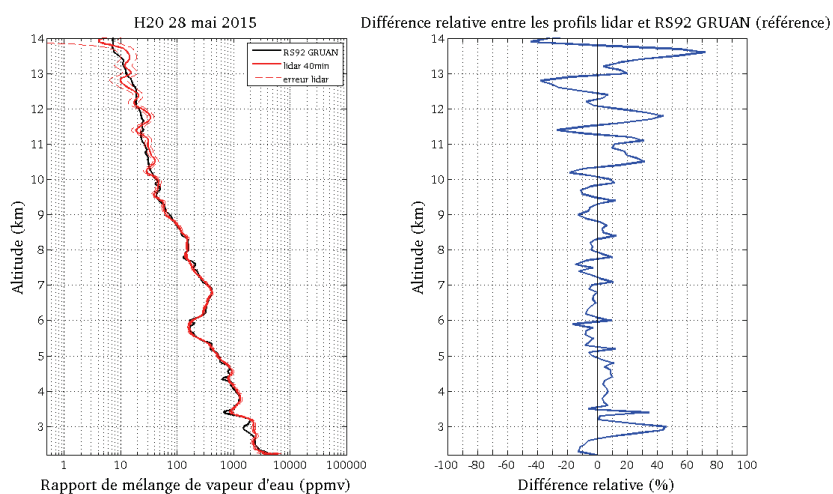 H20 28 mai 2015
Différence relative entre les profils lidar et RS92 GRUAN (référence)
RS92 GRUAN
lidar 40min
erreur lidar
14
13
12
11
10
9
8
7
6
5
4
3
Altitude (km)
1 10 100 1000 10000 100000
Rapport de mélange de vapeur d'eau (ppmv)
14
13
12
11
10
9
8
7
6
5
4
3
Altitude (km)
-100 -80 -60 -40 -20 0 20 40 60 80 100
Différence relative (%)